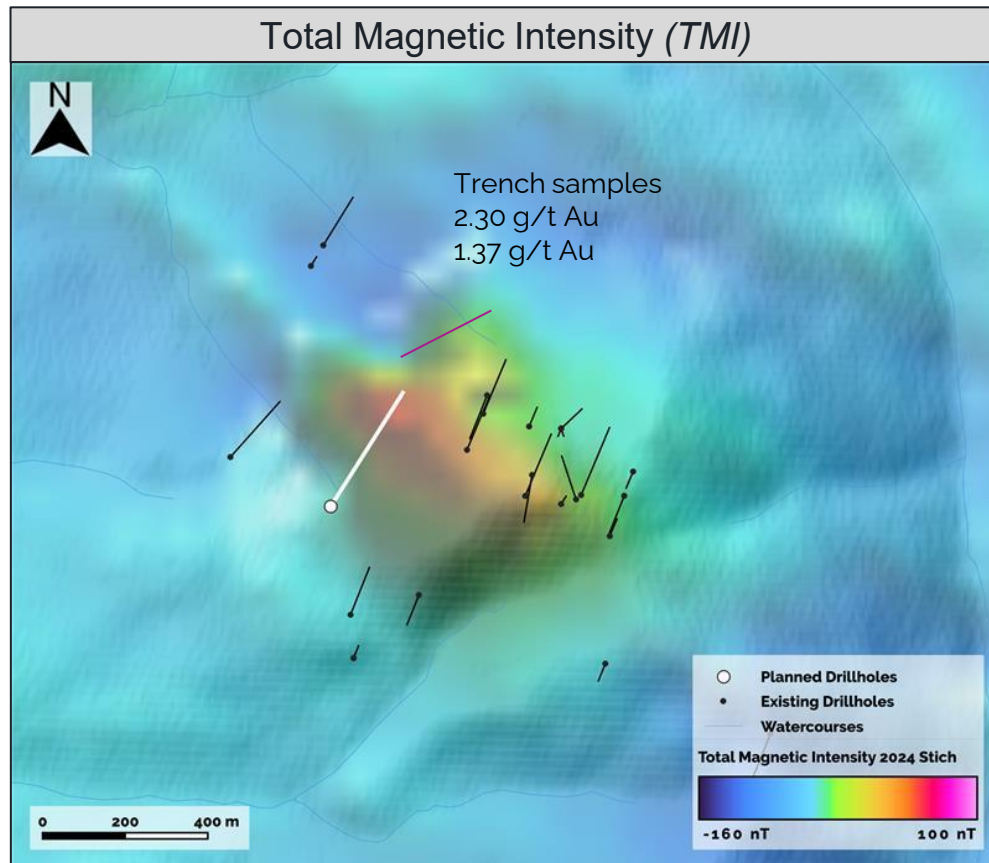 Total Magnetic Intensity (TMI)
N
Trench samples
2.30 g/t Au
1.37 g/t Au
Planned Drillholes
Existing Drillholes
Watercourses
Total Magnetic Intensity 2024 Stich
-160 nT 100 nT
0 200 400 m